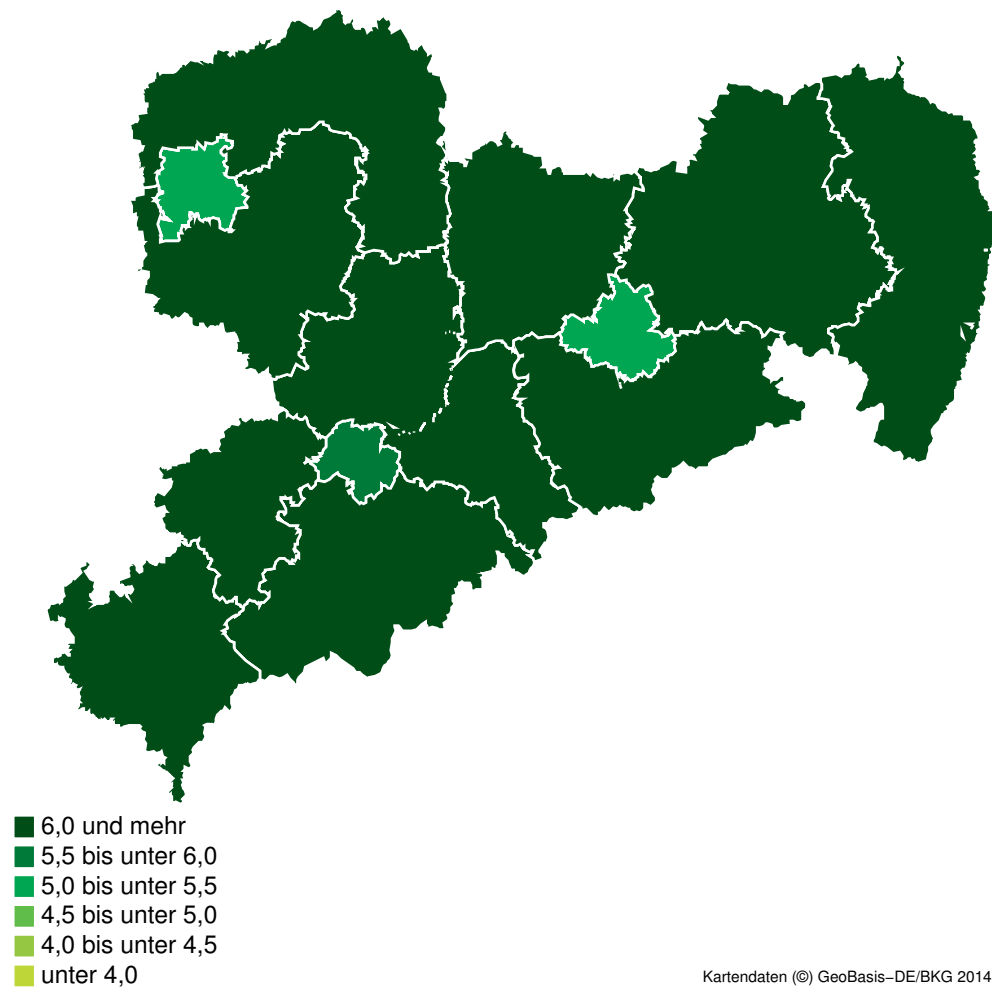 6,0 und mehr
5,5 bis unter 6,0
5,0 bis unter 5,5
4,5 bis unter 5,0
4,0 bis unter 4,5
unter 4,0
Kartendaten (©) GeoBasis−DE/BKG 2014